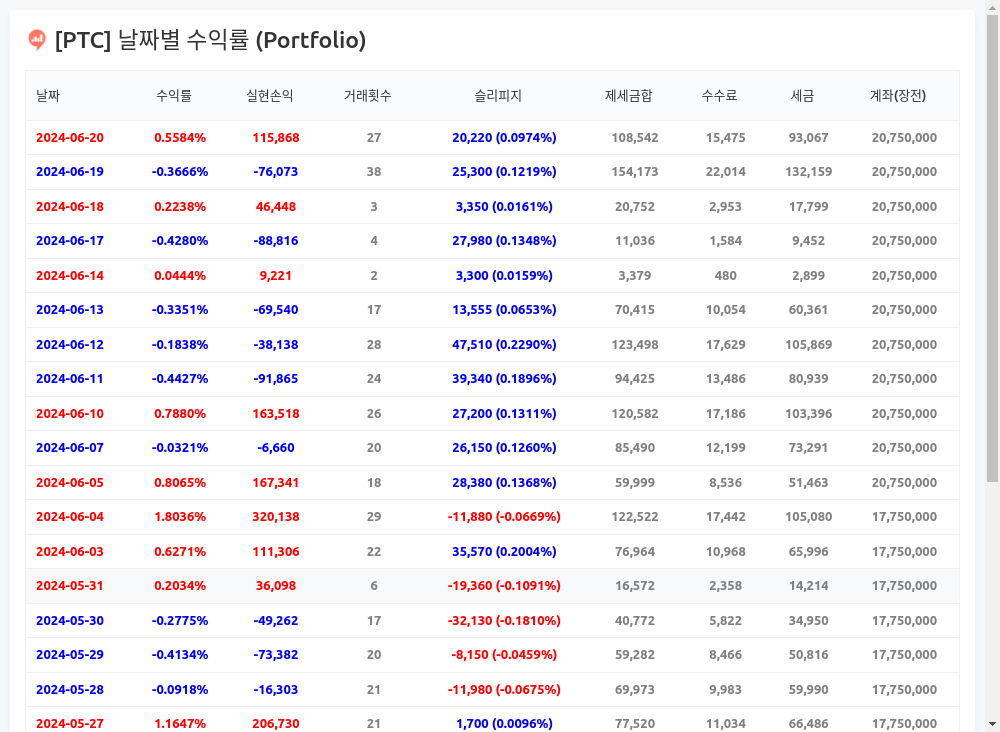 [PTC] 날짜별 수익률 (Portfolio)
날짜 수익률 실현손익 거래횟수 슬리피지 제세금합 수수료 세금 계좌(장전)
2024-06-20 0.5584% 115,868 27 20,220 (0.0974%) 108,542 15,475 93,067 20,750,000
2024-06-19 -0.3666% -76,073 38 25,300 (0.1219%) 154,173 22,014 132,159 20,750,000
2024-06-18 0.2238% 46,448 3 3,350 (0.0161%) 20,752 2,953 17,799 20,750,000
2024-06-17 -0.4280% -88,816 4 27,980 (0.1348%) 11,036 1,584 9,452 20,750,000
2024-06-14 0.0444% 9,221 2 3,300 (0.0159%) 3,379 480 2,899 20,750,000
2024-06-13 -0.3351% -69,540 17 13,555 (0.0653%) 70,415 10,054 60,361 20,750,000
2024-06-12 -0.1838% -38,138 28 47,510 (0.2290%) 123,498 17,629 105,869 20,750,000
2024-06-11 -0.4427% -91,865 24 39,340 (0.1896%) 94,425 13,486 80,939 20,750,000
2024-06-10 0.7880% 163,518 26 27,200 (0.1311%) 120,582 17,186 103,396 20,750,000
2024-06-07 -0.0321% -6,660 20 26,150 (0.1260%) 85,490 12,199 73,291 20,750,000
2024-06-05 0.8065% 167,341 18 28,380 (0.1368%) 59,999 8,536 51,463 20,750,000
2024-06-04 1.8036% 320,138 29 -11,880 (-0.0669%) 122,522 17,442 105,080 17,750,000
2024-06-03 0.6271% 111,306 22 35,570 (0.2004%) 76,964 10,968 65,996 17,750,000
2024-05-31 0.2034% 36,098 6 -19,360 (-0.1091%) 16,572 2,358 14,214 17,750,000
2024-05-30 -0.2775% -49,262 17 -32,130 (-0.1810%) 40,772 5,822 34,950 17,750,000
2024-05-29 -0.4134% -73,382 20 -8,150 (-0.0459%) 59,282 8,466 50,816 17,750,000
2024-05-28 -0.0918% -16,303 21 -11,980 (-0.0675%) 69,973 9,983 59,990 17,750,000
2024-05-27 1.1647% 206,730 21 1,700 (0.0096%) 77,520 11,034 66,486 17,750,000